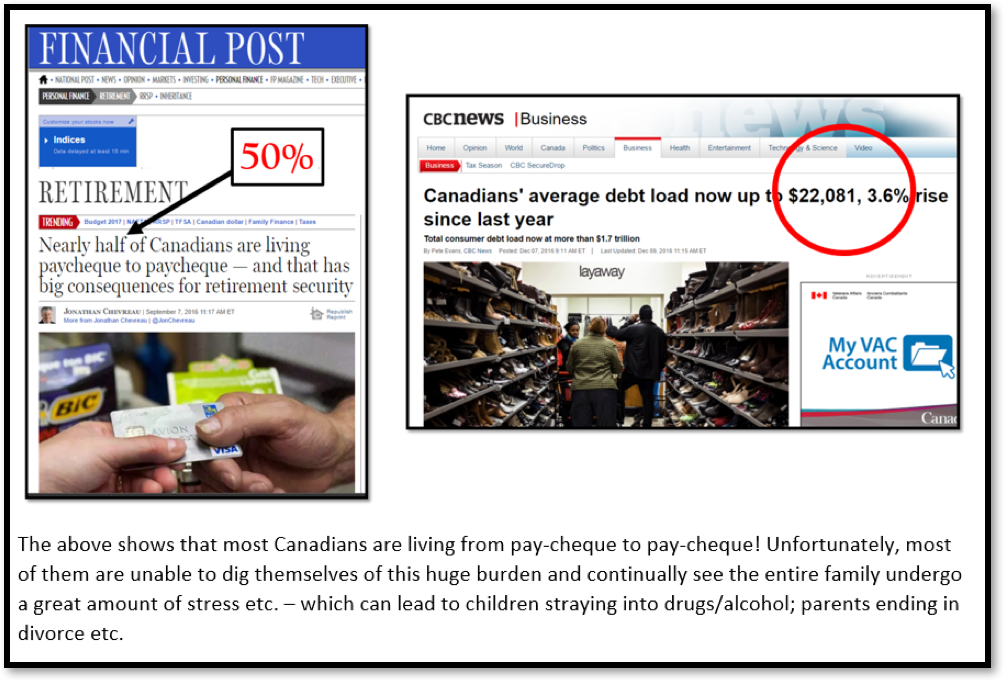 FINANCIAL POST
NATIONAL POST • NEWS • OPINION • MARKETS • INVESTING • PERSONAL FINANCE • FP MAGAZINE • TECH • EXECUTIVE •
PERSONAL FINANCE RETIREMENT RRSP • INHERITANCE
Customize your stocks now
Indices
Data delayed at least 15 min
50%
RETIREMENT
TRENDING Budget 2017 | RRSP | TFSA | Canadian dollar | Family Finance | Taxes
Nearly half of Canadians are living
paycheque to paycheque — and that has
big consequences for retirement security
JONATHAN CHEVREAU | September 7, 2016 11:17 AM ET
More from Jonathan Chevreau | @JonChevreau
Republish
Reprint
BIC
BiC
AVION
VISA
CBCnews | Business
news
Home Opinion World Canada Politics Business Health Entertainment Technology & Science Video
Business Tax Season CBC SecureDrop
Canadians' average debt load now up to $22,081, 3.6% rise
since last year
Total consumer debt load now at more than $1.7 trillion
By Pete Evans, CBC News Posted: Dec 07, 2016 9:11 AM ET | Last Updated: Dec 09, 2016 11:15 AM ET
layaway
ADVERTISEMENT
Veterans Affairs Canada
Anciens Combattants Canada
My VAC
Account
Canad
The above shows that most Canadians are living from pay-cheque to pay-cheque! Unfortunately, most
of them are unable to dig themselves of this huge burden and continually see the entire family undergo
a great amount of stress etc. – which can lead to children straying into drugs/alcohol; parents ending in
divorce etc.